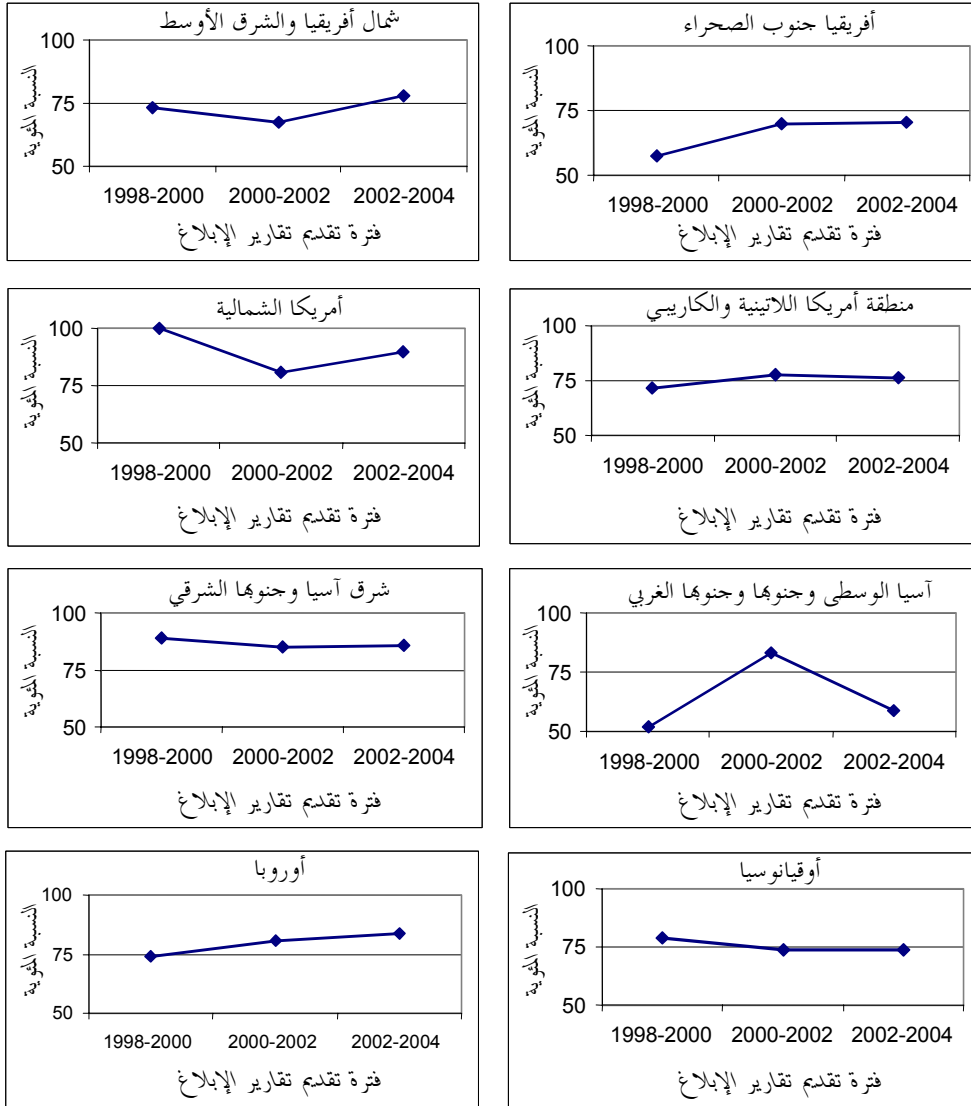 شمال أفريقيا والشرق الأوسط
النسبة المئوية
100
75
50
1998-2000 2000-2002 2002-2004
فترة تقديم تقارير الإبلاغ
أفريقيا جنوب الصحراء
النسبة المئوية
100
75
50
1998-2000 2000-2002 2002-2004
فترة تقديم تقارير الإبلاغ
أمريكا الشمالية
النسبة المئوية
100
75
50
1998-2000 2000-2002 2002-2004
فترة تقديم تقارير الإبلاغ
منطقة أمريكا اللاتينية والكاريبي
النسبة المئوية
100
75
50
1998-2000 2000-2002 2002-2004
فترة تقديم تقارير الإبلاغ
شرق آسيا وجنوبها الشرقي
النسبة المئوية
100
75
50
1998-2000 2000-2002 2002-2004
فترة تقديم تقارير الإبلاغ
آسيا الوسطى وجنوبها وجنوبها الغربي
النسبة المئوية
100
75
50
1998-2000 2000-2002 2002-2004
فترة تقديم تقارير الإبلاغ
أوروبا
النسبة المئوية
100
75
50
1998-2000 2000-2002 2002-2004
فترة تقديم تقارير الإبلاغ
أوقيانوسيا
النسبة المئوية
100
75
50
1998-2000 2000-2002 2002-2004
فترة تقديم تقارير الإبلاغ